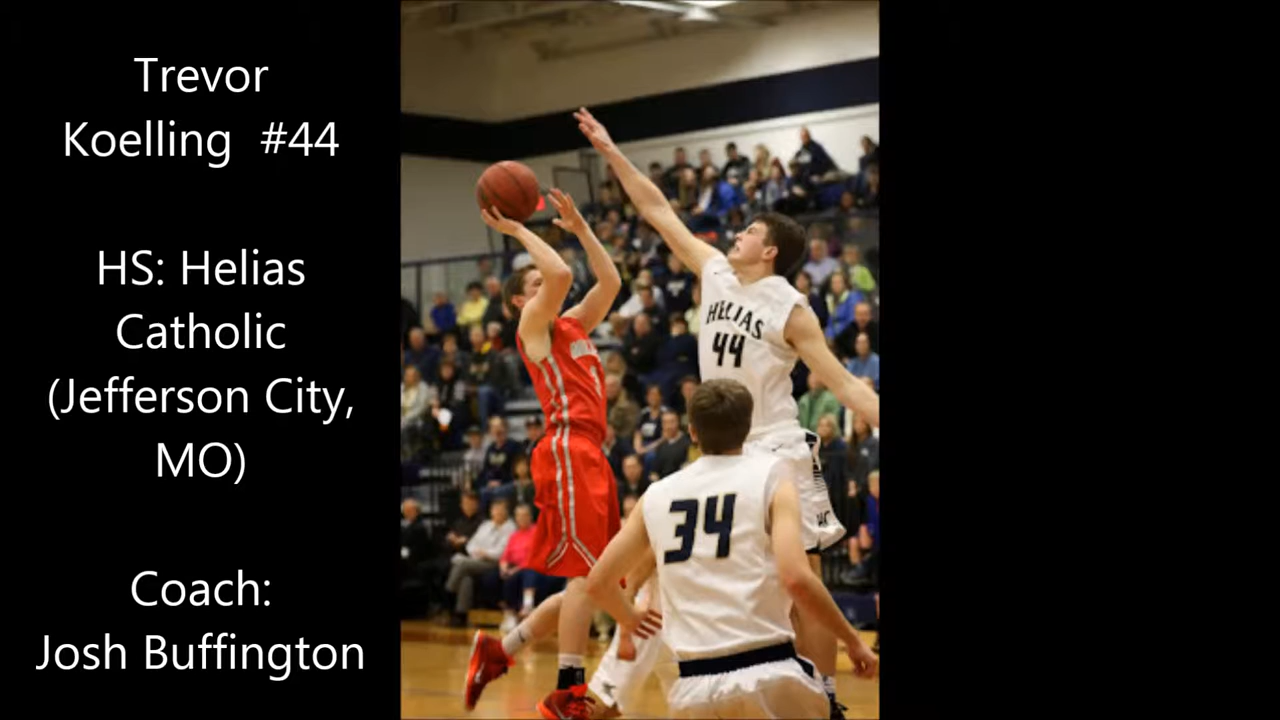 Trevor
Koelling #44
HS: Helias
Catholic
(Jefferson City,
MO)
Coach:
Josh Buffington
HELIAS
44
34